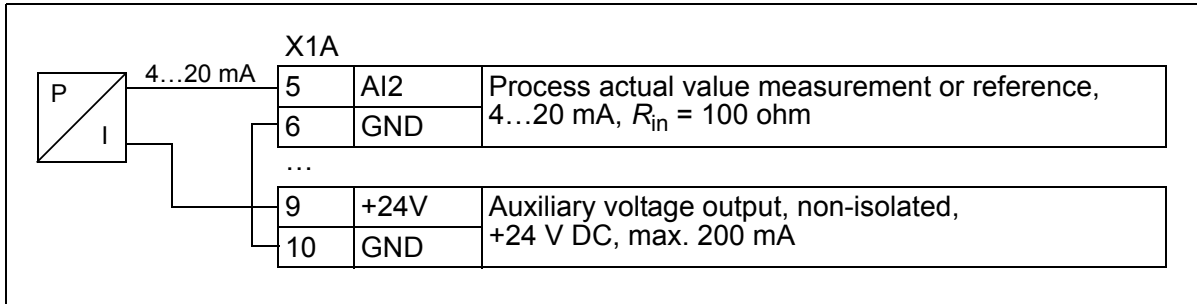 X1A
P
I
4…20 mA
5 AI2 Process actual value measurement or reference,
6 GND 4…20 mA, Rin = 100 ohm
…
9 +24V Auxiliary voltage output, non-isolated,
10 GND +24 V DC, max. 200 mA